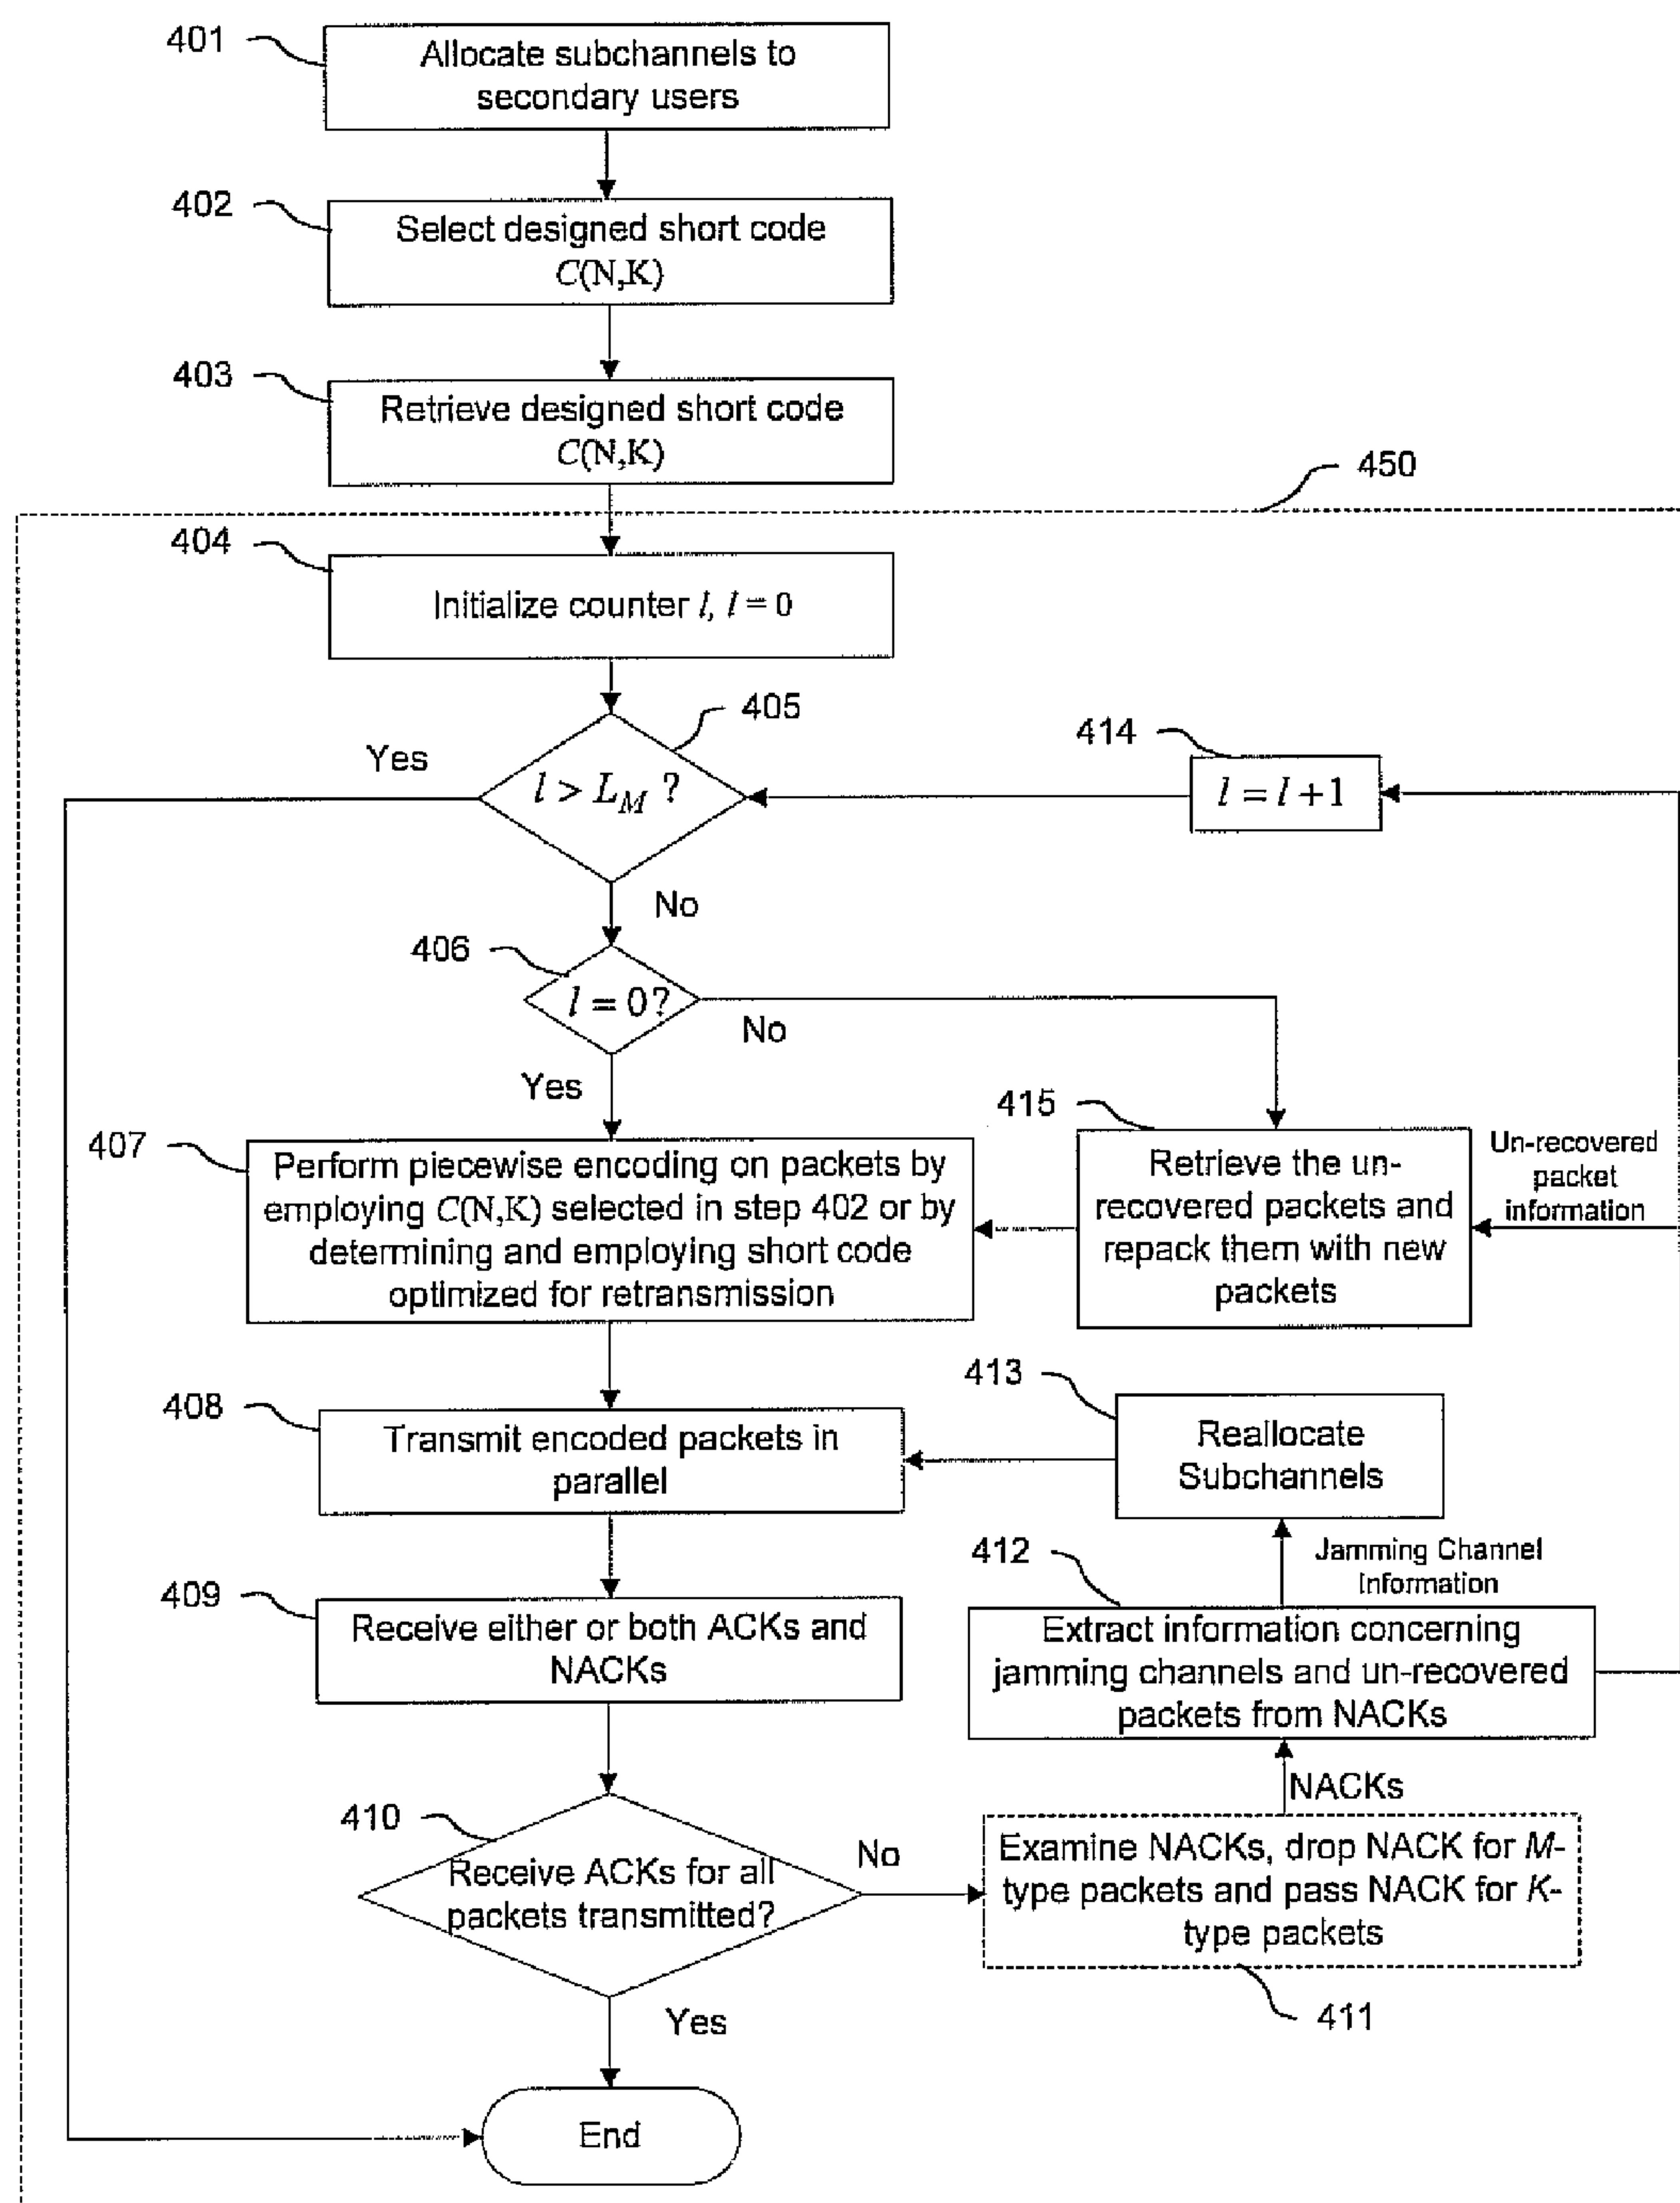 401
Allocate subchannels to
secondary users
402
Select designed short code
C(N,K)
403
Retrieve designed short code
C(N,K)
450
404
Initialize counter l, l = 0
405
Yes
l > L_M ?
414
l = l +1
No
406
l = 0?
No
Yes
407
Perform piecewise encoding on packets by
employing C(N,K) selected in step 402 or by
determining and employing short code
optimized for retransmission
415
Retrieve the un-
recovered packets and
repack them with new
packets
Un-recovered
packet
information
408
Transmit encoded packets in
parallel
413
Reallocate
Subchannels
Jamming Channel
Information
409
Receive either or both ACKs and
NACKs
412
Extract information concerning
jamming channels and un-recovered
packets from NACKs
NACKs
410
Receive ACKs for all
packets transmitted?
No
Examine NACKs, drop NACK for M-
type packets and pass NACK for K-
type packets
411
Yes
End